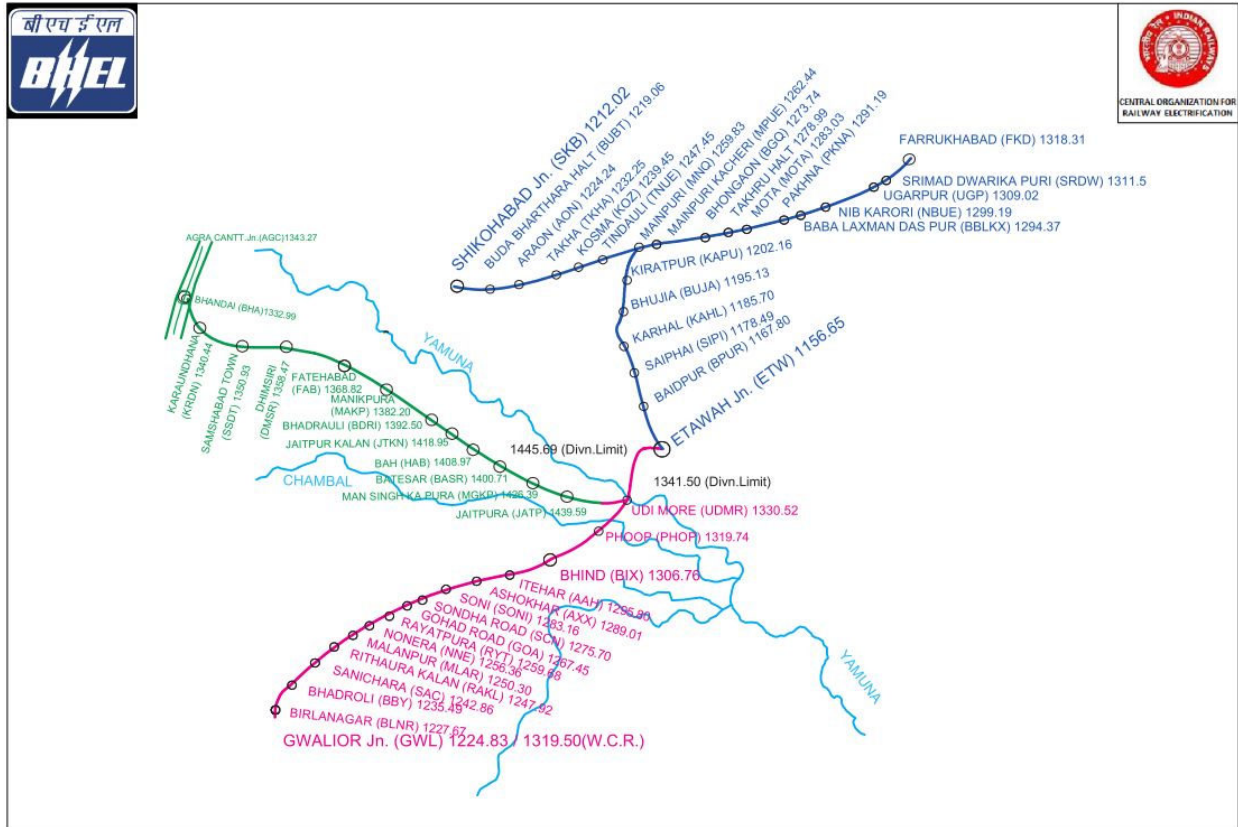 बी एच ई एल
BHEL
INDIAN RAILWAYS
भारतीय रेल
CENTRAL ORGANIZATION FOR
RAILWAY ELECTRIFICATION
SHIKOHABAD Jn. (SKB) 1212.02
BUDA BHARTHARA HALT (BUBT) 1219.06
ARAON (AON) 1224.24
TAKHA (TKHA) 1232.25
KOSMA (KOZ) 1239.45
TINDAULI (TNUE) 1247.45
MAINPURI (MNQ) 1259.83
MAINPURI KACHERI (MPUE) 1262.44
BHONGAON (BGQ) 1273.74
TAKHRU HALT 1278.99
MOTA (MOTA) 1283.03
PAKHNA (PKNA) 1291.19
FARRUKHABAD (FKD) 1318.31
SRIMAD DWARIKA PURI (SRDW) 1311.5
UGARPUR (UGP) 1309.02
NIB KARORI (NBUE) 1299.19
BABA LAXMAN DAS PUR (BBLKX) 1294.37
KIRATPUR (KAPU) 1202.16
BHUJIA (BUJA) 1195.13
KARHAL (KAHL) 1185.70
SAIPHAI (SIPI) 1178.49
BAIDPUR (BPUR) 1167.80
ETAWAH Jn. (ETW) 1156.65
AGRA CANTT.Jn.(AGC)1343.27
BHANDAI (BHA)1332.99
KARAUNDHANA
(KRDN) 1340.44
SAMSHABAD TOWN
(SSDT) 1350.93
DHIMSIRI
(DMSR) 1358.47
FATEHABAD
(FAB) 1368.82
MANIKPURA
(MAKP) 1382.20
BHADRAULI (BDRI) 1392.50
JAITPUR KALAN (JTKN) 1418.95
BAH (HAB) 1408.97
BATESAR (BASR) 1400.71
MAN SINGH KA PURA (MGKP) 1426.39
JAITPURA (JATP) 1439.59
YAMUNA
CHAMBAL
1445.69 (Divn.Limit)
1341.50 (Divn.Limit)
UDI MORE (UDMR) 1330.52
PHOOP (PHOP) 1319.74
BHIND (BIX) 1306.76
ITEHAR (AAH) 1295.80
ASHOKHAR (AXX) 1289.01
SONI (SONI) 1283.16
SONDHA ROAD (SCN) 1275.70
GOHAD ROAD (GOA) 1267.45
RAYATPURA (RYT) 1259.68
NONERA (NNE) 1256.36
MALANPUR (MLAR) 1250.30
RITHAURA KALAN (RAKL) 1247.92
SANICHARA (SAC) 1242.86
BHADROLI (BBY) 1235.49
BIRLANAGAR (BLNR) 1227.67
GWALIOR Jn. (GWL) 1224.83 / 1319.50(W.C.R.)
YAMUNA